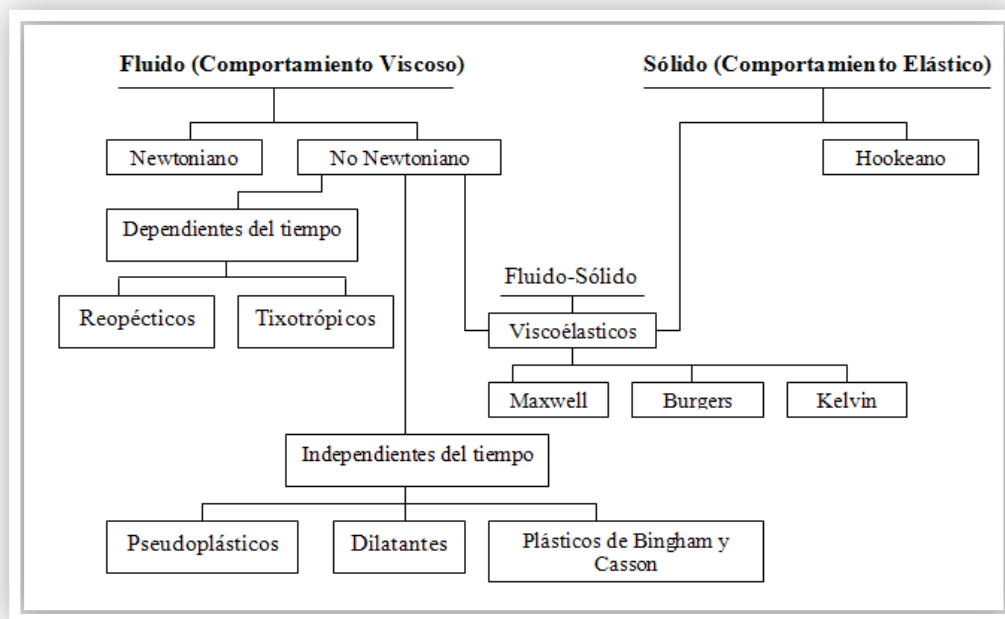 Fluido (Comportamiento Viscoso)
Sólido (Comportamiento Elástico)
Newtoniano
No Newtoniano
Hookeano
Dependientes del tiempo
Fluido-Sólido
Reopécticos
Tixotrópicos
Viscoélasticos
Maxwell
Burgers
Kelvin
Independientes del tiempo
Pseudoplásticos
Dilatantes
Plásticos de Bingham y
Casson